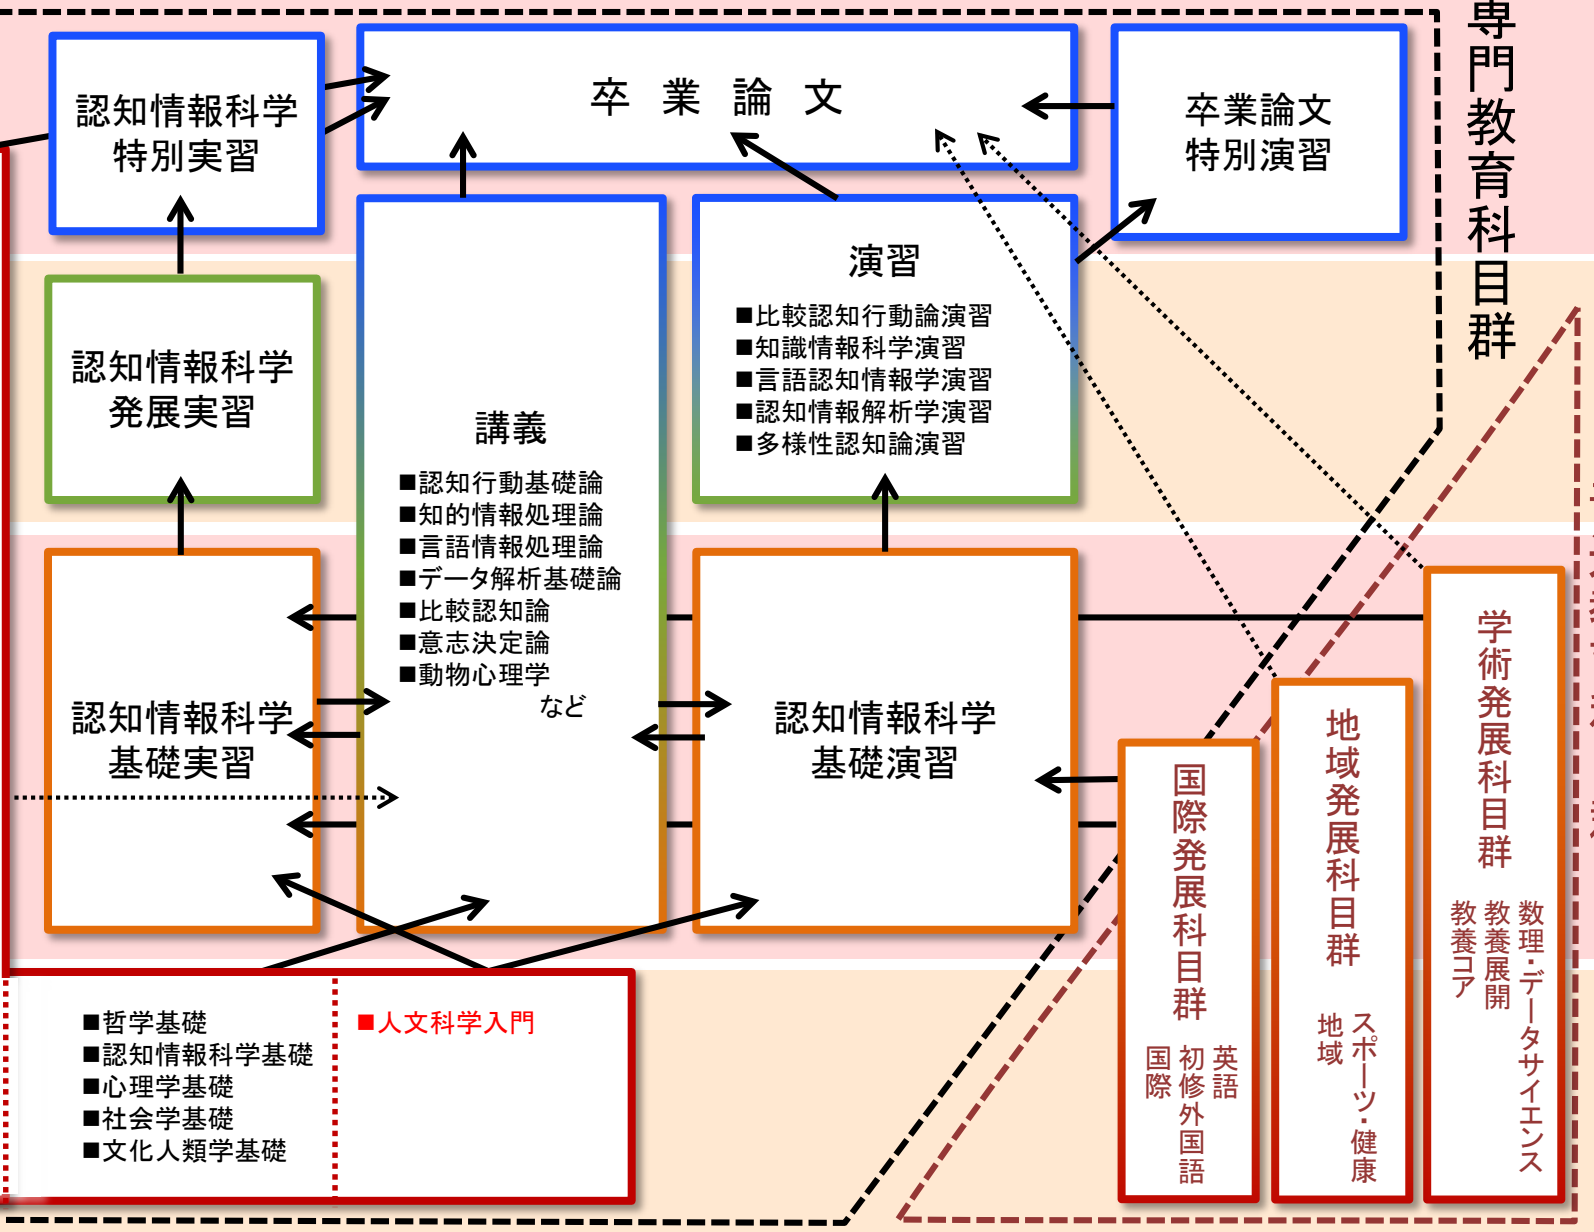 専門教育科目群
認知情報科学
特別実習
卒業論文
卒業論文
特別演習
認知情報科学
発展実習
講義
■認知行動基礎論
■知的情報処理論
■言語情報処理論
■データ解析基礎論
■比較認知論
■意志決定論
■動物心理学
など
演習
■比較認知行動論演習
■知識情報科学演習
■言語認知情報学演習
■認知情報解析学演習
■多様性認知論演習
認知情報科学
基礎実習
認知情報科学
基礎演習
学術発展科目群
数理・データサイエンス
教養展開
教養コア
地域発展科目群
スポーツ・健康
地域
国際発展科目群
英語
初修外国語
国際
■哲学基礎
■認知情報科学基礎
■心理学基礎
■社会学基礎
■文化人類学基礎
■人文科学入門